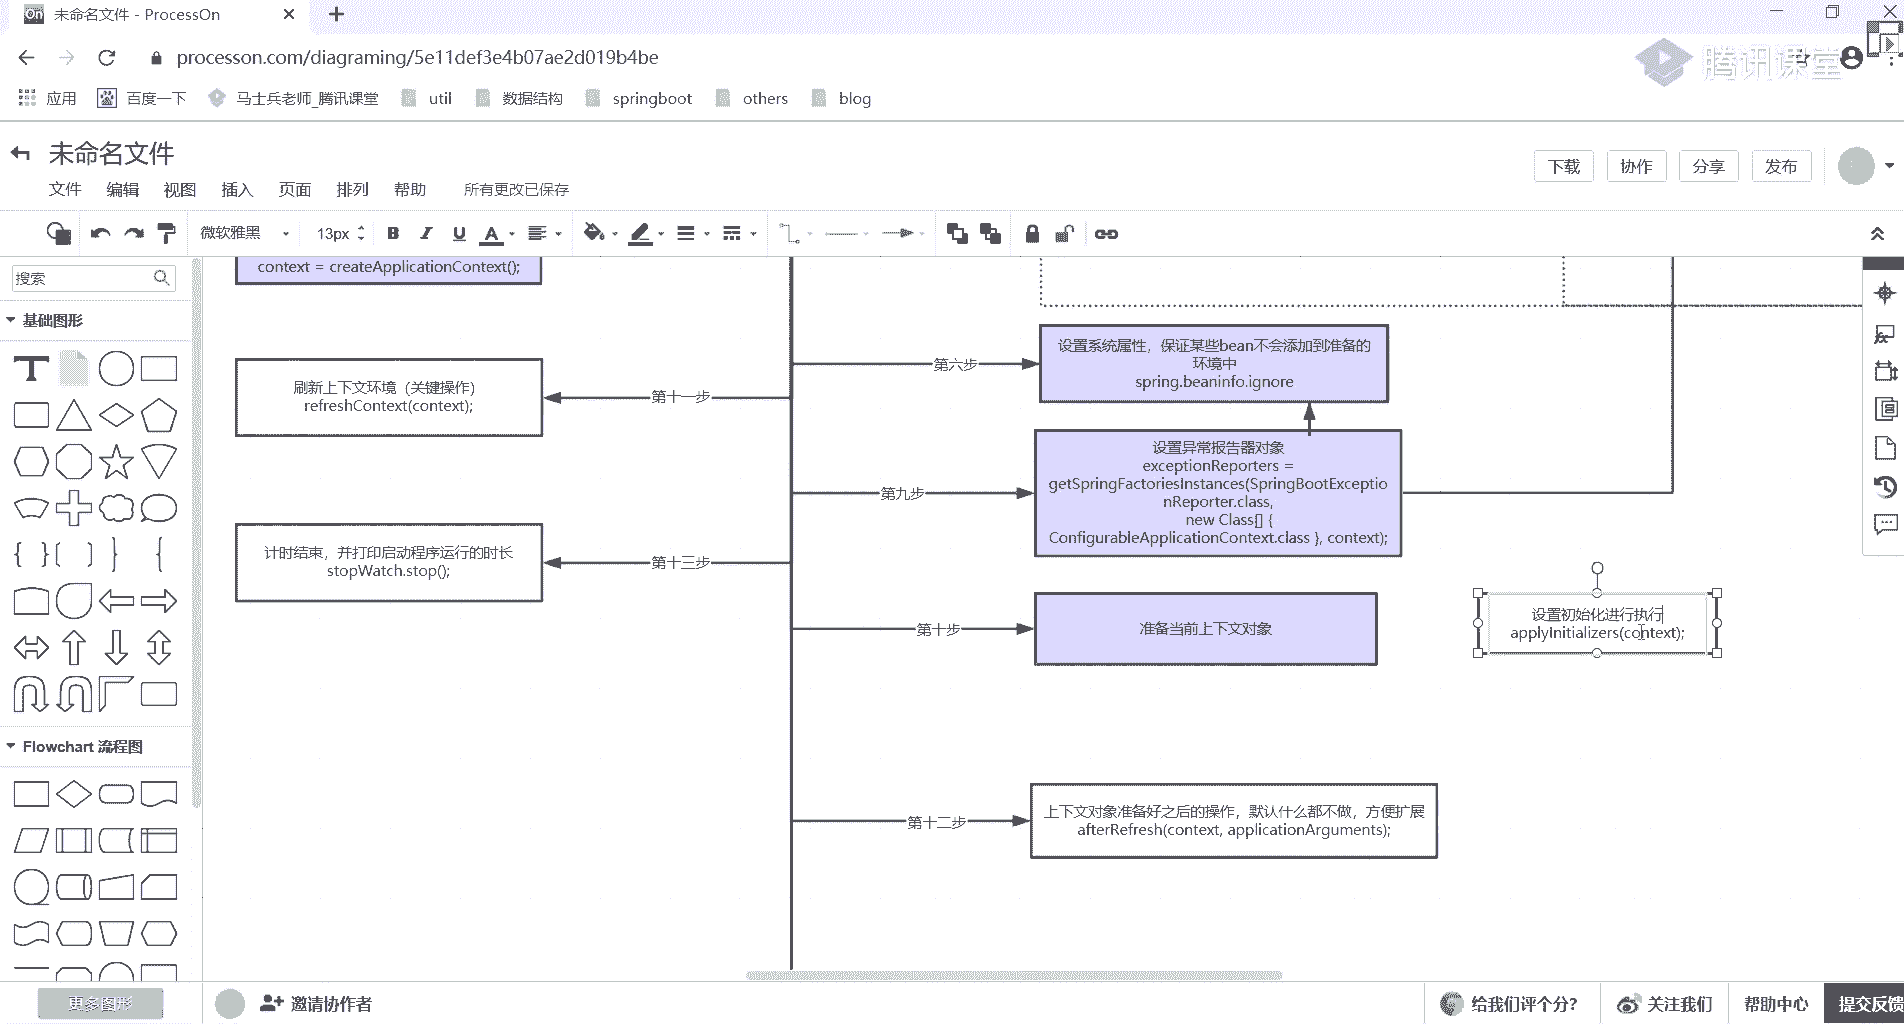 未命名文件 - ProcessOn
processon.com/diagraming/5e11def3e4b07ae2d019b4be
腾讯课堂
应用
百度一下
马士兵老师_腾讯课堂
util
数据结构
springboot
others
blog
未命名文件
下载
协作
分享
发布
文件
编辑
视图
插入
页面
排列
帮助
所有更改已保存
微软雅黑
13px
搜索
基础图形
Flowchart 流程图
更多图形
context = createApplicationContext();
第六步
设置系统属性，保证某些bean不会添加到准备的
环境中
spring.beaninfo.ignore
刷新上下文环境（关键操作）
refreshContext(context);
第十一步
第九步
设置异常报告器对象
exceptionReporters =
getSpringFactoriesInstances(SpringBootExceptio
nReporter.class,
new Class[] {
ConfigurableApplicationContext.class }, context);
计时结束，并打印启动程序运行的时长
stopWatch.stop();
第十三步
第十步
准备当前上下文对象
设置初始化进行执行
applyInitializers(context);
第十二步
上下文对象准备好之后的操作，默认什么都不做，方便扩展
afterRefresh(context, applicationArguments);
邀请协作者
给我们评个分?
关注我们
帮助中心
提交反馈